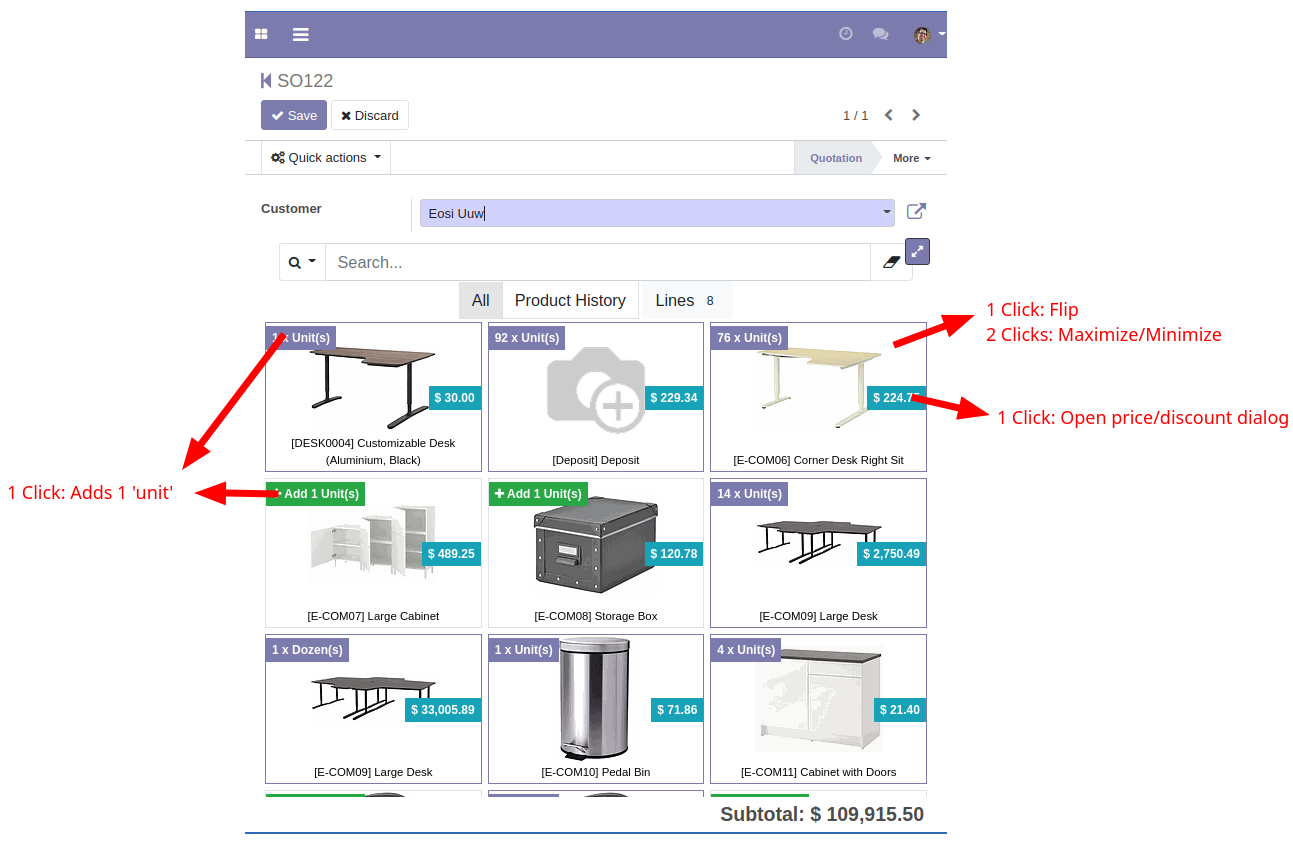 SO122
Save Discard 1 / 1
Quick actions Quotation More
Customer Eosi Uuw
Search...
All Product History Lines 8
1 Click: Flip
2 Clicks: Maximize/Minimize
1 x Unit(s) 92 x Unit(s) 76 x Unit(s)
$ 30.00 $ 229.34
1 Click: Open price/discount dialog
[DESK0004] Customizable Desk
(Aluminium, Black) [Deposit] Deposit [E-COM06] Corner Desk Right Sit
1 Click: Adds 1 'unit'
Add 1 Unit(s) Add 1 Unit(s) 14 x Unit(s)
$ 489.25 $ 120.78 $ 2,750.49
[E-COM07] Large Cabinet [E-COM08] Storage Box [E-COM09] Large Desk
1 x Dozen(s) 1 x Unit(s) 4 x Unit(s)
$ 33,005.89 $ 71.86 $ 21.40
[E-COM09] Large Desk [E-COM10] Pedal Bin [E-COM11] Cabinet with Doors
Subtotal: $ 109,915.50